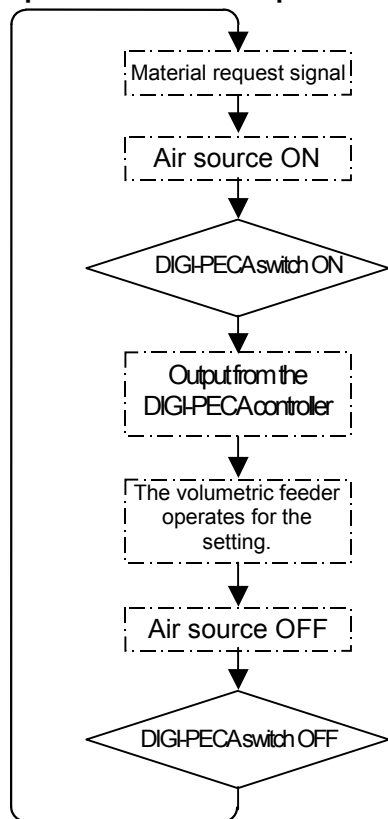 Material request signal
Air source ON
DIGI-PECA switch ON
Output from the
DIGI-PECA controller
The volumetric feeder
operates for the
setting.
Air source OFF
DIGI-PECA switch OFF